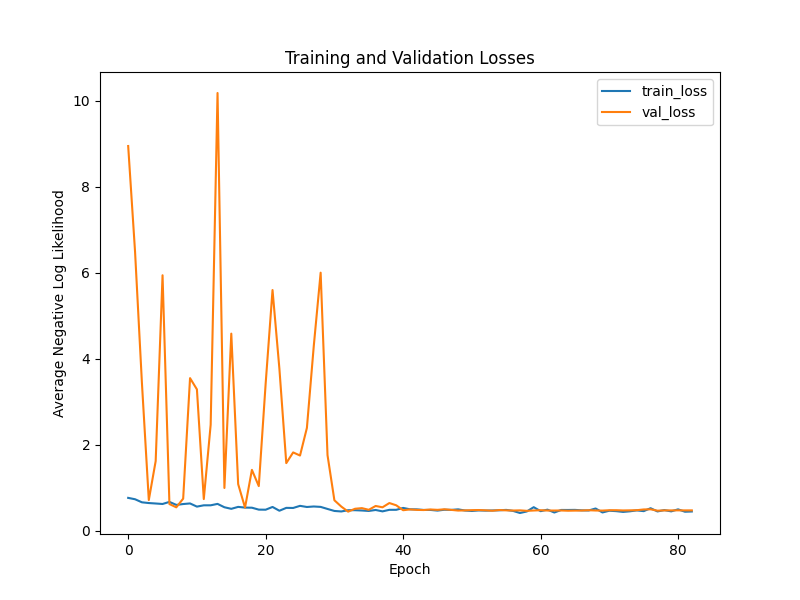 Training and Validation Losses
train_loss
val_loss
Average Negative Log Likelihood
10
8
6
4
2
0
0 20 40 60 80
Epoch